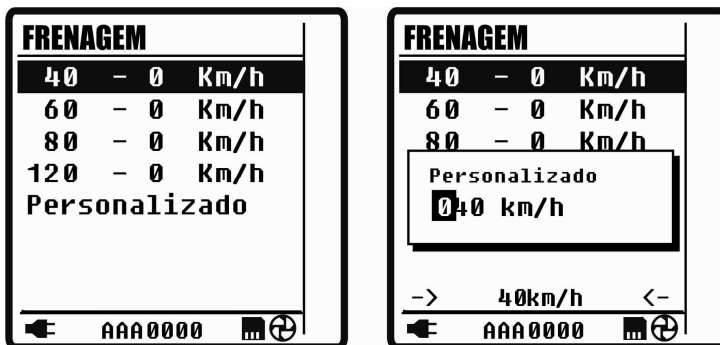 FRENAGEM
40 - 0 Km/h
60 - 0 Km/h
80 - 0 Km/h
120 - 0 Km/h
Personalizado
AAA0000
FRENAGEM
40 - 0 Km/h
60 - 0 Km/h
80 - 0 Km/h
Personalizado
040 km/h
-> 40km/h <-
AAA0000